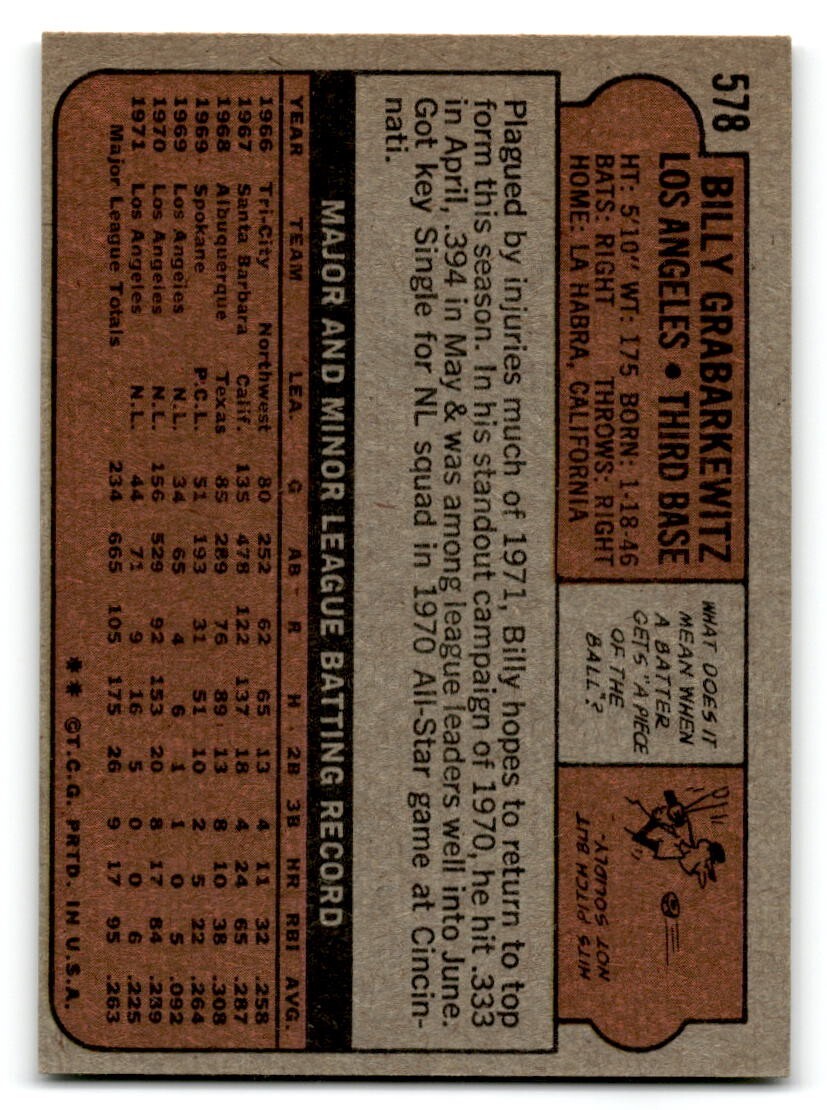 578
BILLY GRABARKEWITZ
LOS ANGELES • THIRD BASE
HT: 5'10" WT: 175 BORN: 1-18-46
BATS: RIGHT THROWS: RIGHT
HOME: LA HABRA, CALIFORNIA
WHAT DOES IT
MEAN WHEN
A BATTER
GETS "A PIECE
OF THE
BALL"?
HITS PITCH BUT
NOT SOLIDLY.
Plagued by injuries much of 1971, Billy hopes to return to top
form this season. In his standout campaign of 1970, he hit .333
in April, .394 in May & was among league leaders well into June.
Got key Single for NL squad in 1970 All-Star game at Cincin-
nati.
MAJOR AND MINOR LEAGUE BATTING RECORD
YEAR TEAM LEA. G AB R H 2B 3B HR RBI AVG.
1966 Tri-City Northwest 80 252 62 65 13 4 11 32 .258
1967 Santa Barbara Calif. 135 478 122 137 18 4 24 65 .287
1968 Albuquerque Texas 85 289 76 89 13 8 10 38 .308
1969 Spokane P.C.L. 51 193 31 51 10 2 5 22 .264
1969 Los Angeles N.L. 34 65 4 6 1 1 0 5 .092
1970 Los Angeles N.L. 156 529 92 153 20 8 17 84 .289
1971 Los Angeles N.L. 44 71 9 16 5 0 0 6 .225
Major League Totals 234 665 105 175 26 9 17 95 .263
** ©T.C.G. PRTD. IN U.S.A.